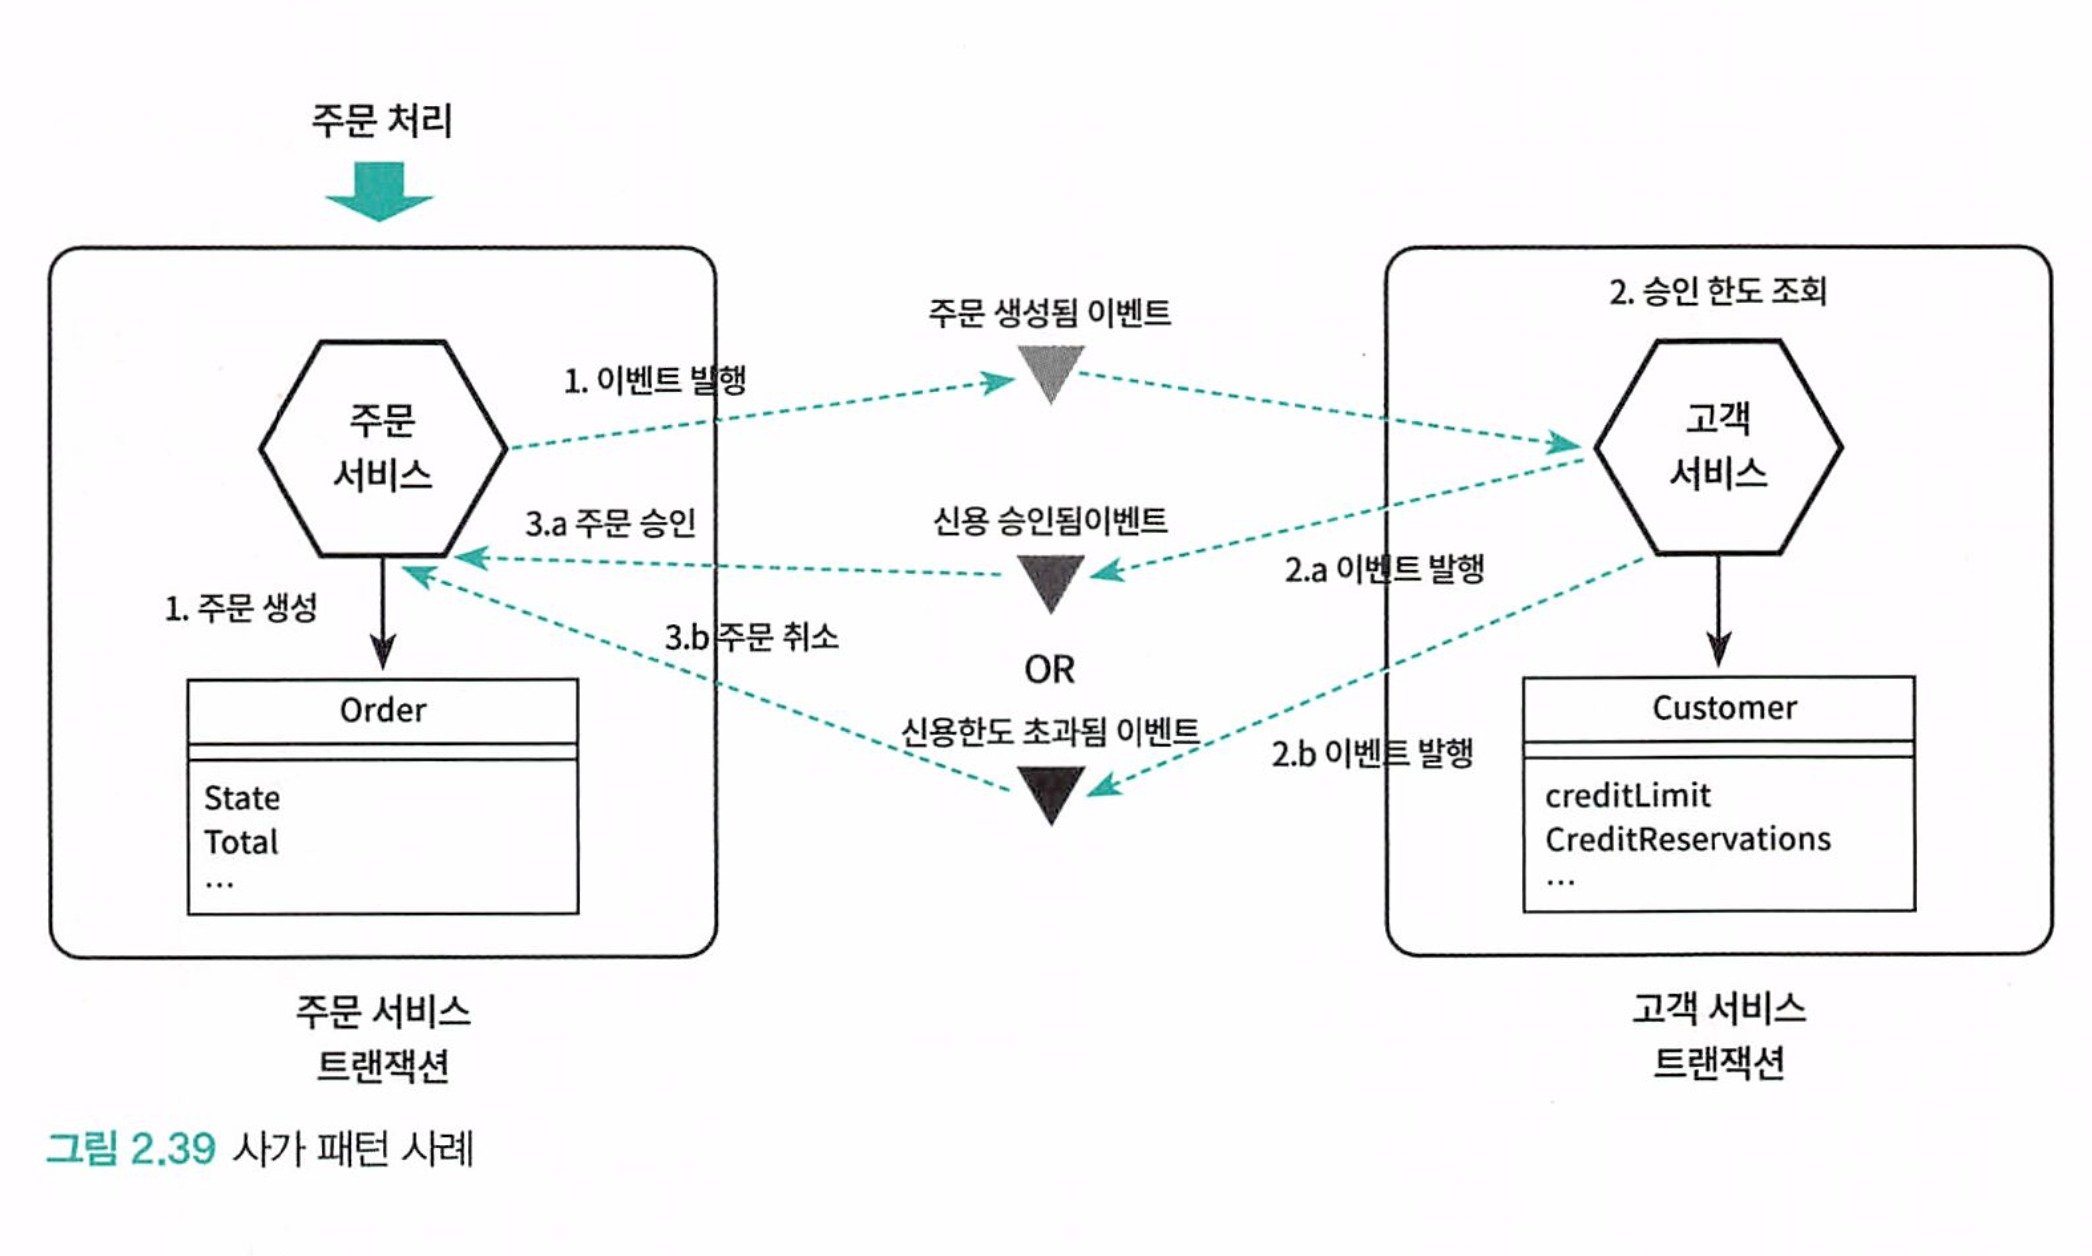 주문 처리
주문 생성됨 이벤트
2. 승인 한도 조회
1. 이벤트 발행
주문
서비스
고객
서비스
3.a 주문 승인
신용 승인됨이벤트
2.a 이벤트 발행
1. 주문 생성
3.b 주문 취소
OR
신용한도 초과됨 이벤트
2.b 이벤트 발행
Order
State
Total
...
Customer
creditLimit
CreditReservations
...
주문 서비스
트랜잭션
고객 서비스
트랜잭션
그림 2.39 사가 패턴 사례